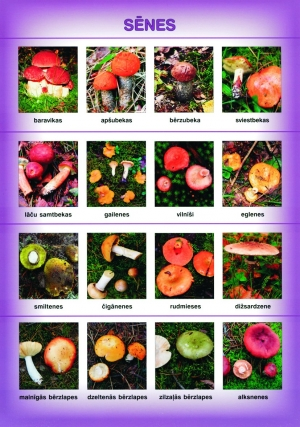 SĒNES
baravikas apšubekas bērzubeka sviestbekas
lāču samtbekas gailenes vilnīši eglenes
smiltenes čigānenes rudmieses dižsardzene
mainīgās bērzlapes dzeltenās bērzlapes zilzaļās bērzlapes alksnenes